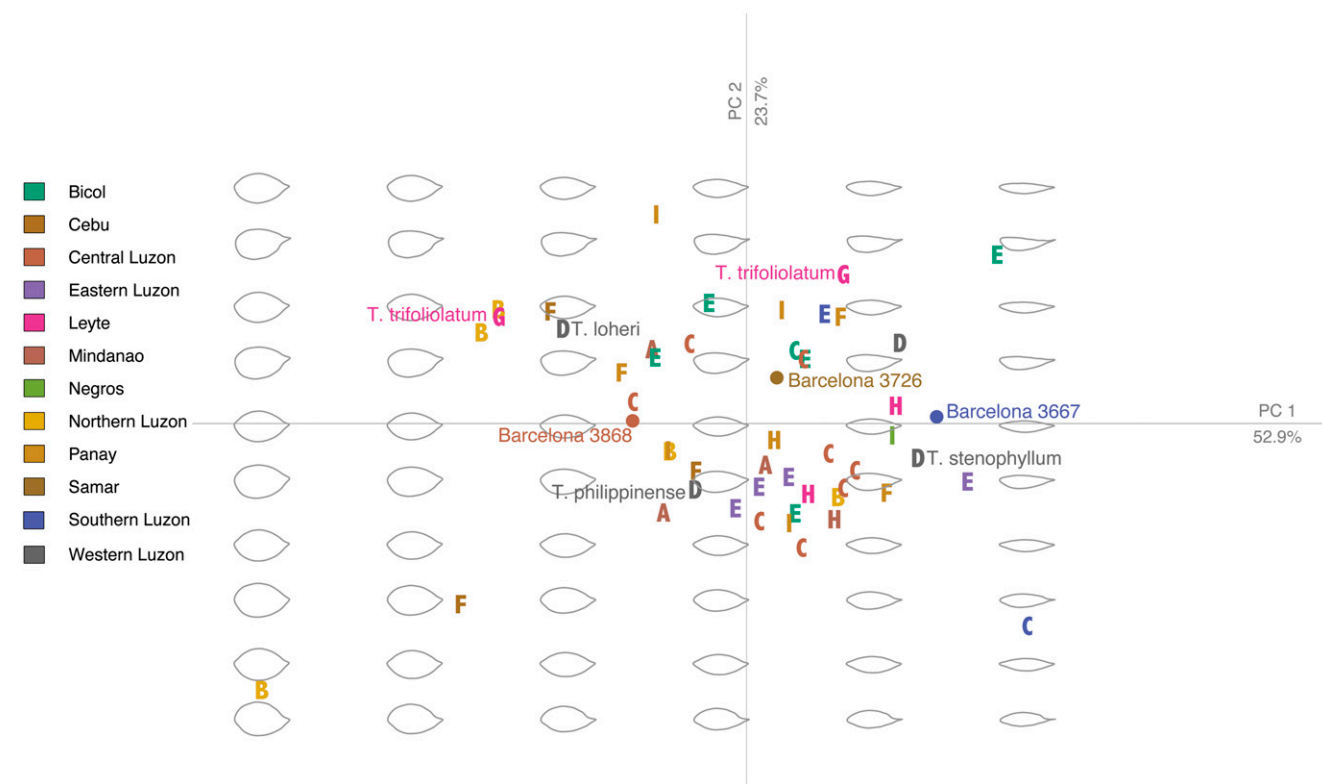 PC 2
23.7%
Bicol
Cebu
Central Luzon
Eastern Luzon
Leyte
Mindanao
Negros
Northern Luzon
Panay
Samar
Southern Luzon
Western Luzon
I
E
T. trifoliolatum G
E
I
E
F
B
T. trifoliolatum G
F
B
D T. loheri
D
A
E
C
C
E
F
Barcelona 3726
C
H
Barcelona 3667
PC 1
52.9%
Barcelona 3868
I
B
H
I
C
D T. stenophyllum
F
A
C
E
E
T. philippinense D
E
H
C
B
F
A
E
C
F
E
H
C
F
C
B